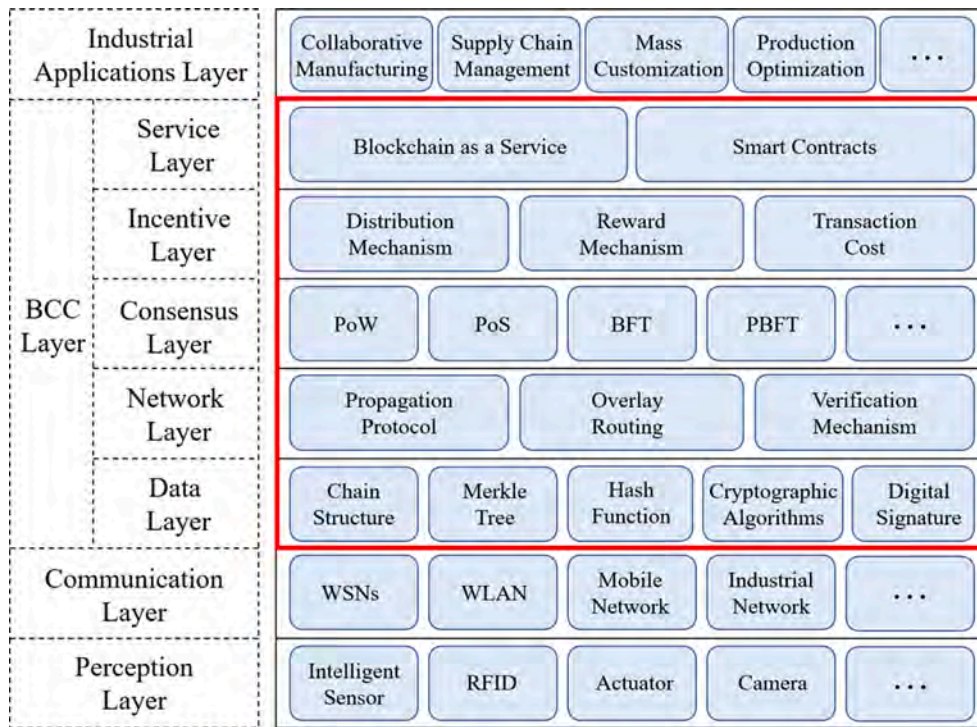 Industrial
Applications Layer
Collaborative
Manufacturing
Supply Chain
Management
Mass
Customization
Production
Optimization
...
BCC
Layer
Service
Layer
Blockchain as a Service
Smart Contracts
Incentive
Layer
Distribution
Mechanism
Reward
Mechanism
Transaction
Cost
Consensus
Layer
PoW
PoS
BFT
PBFT
...
Network
Layer
Propagation
Protocol
Overlay
Routing
Verification
Mechanism
Data
Layer
Chain
Structure
Merkle
Tree
Hash
Function
Cryptographic
Algorithms
Digital
Signature
Communication
Layer
WSNs
WLAN
Mobile
Network
Industrial
Network
...
Perception
Layer
Intelligent
Sensor
RFID
Actuator
Camera
...